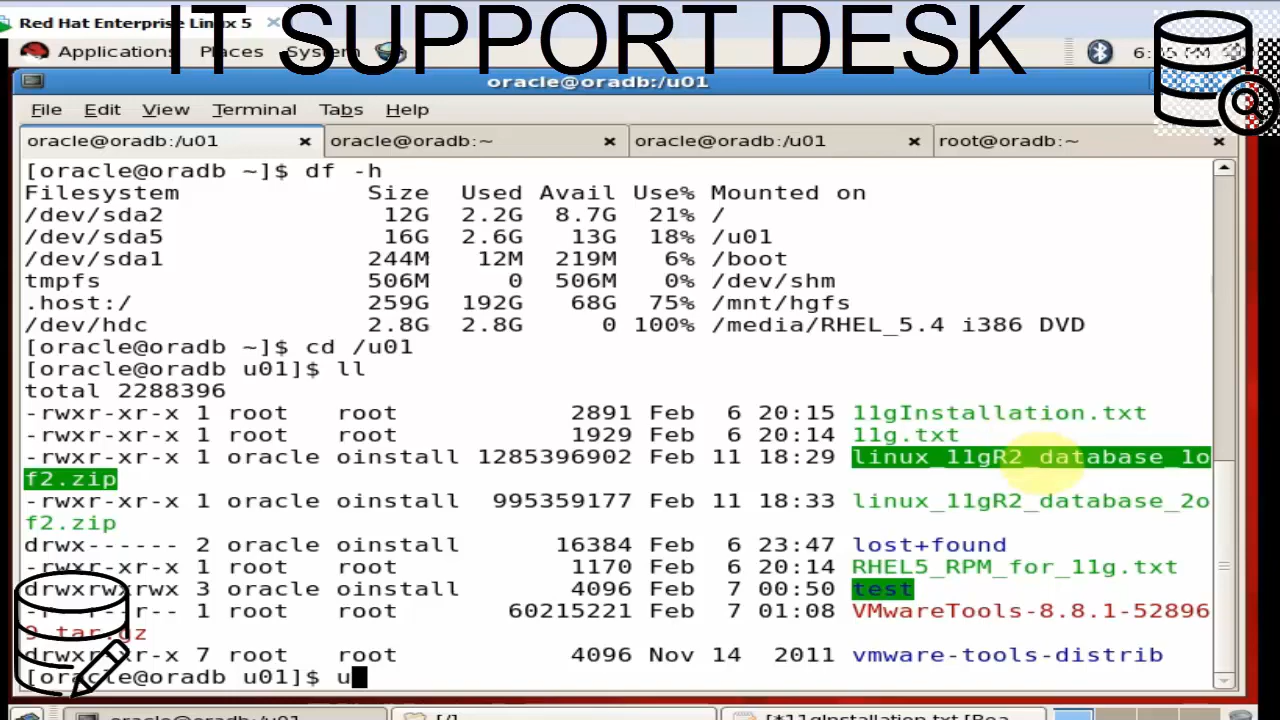 Red Hat Enterprise Linux 5
IT SUPPORT DESK
Applications Places System
oracle@oradb:/u01
File Edit View Terminal Tabs Help
oracle@oradb:/u01 oracle@oradb:~ oracle@oradb:/u01 root@oradb:~
[oracle@oradb ~]$ df -h
Filesystem Size Used Avail Use% Mounted on
/dev/sda2 12G 2.2G 8.7G 21% /
/dev/sda5 16G 2.6G 13G 18% /u01
/dev/sda1 244M 12M 219M 6% /boot
tmpfs 506M 0 506M 0% /dev/shm
.host:/ 259G 192G 68G 75% /mnt/hgfs
/dev/hdc 2.8G 2.8G 0 100% /media/RHEL_5.4 i386 DVD
[oracle@oradb ~]$ cd /u01
[oracle@oradb u01]$ ll
total 2288396
-rwxr-xr-x 1 root root 2891 Feb 6 20:15 11gInstallation.txt
-rwxr-xr-x 1 root root 1929 Feb 6 20:14 11g.txt
-rwxr-xr-x 1 oracle oinstall 1285396902 Feb 11 18:29 linux_11gR2_database_1o
f2.zip
-rwxr-xr-x 1 oracle oinstall 995359177 Feb 11 18:33 linux_11gR2_database_2o
f2.zip
drwx------ 2 oracle oinstall 16384 Feb 6 23:47 lost+found
-rwxr-xr-x 1 root root 1170 Feb 6 20:14 RHEL5_RPM_for_11g.txt
drwxrwxrwx 3 oracle oinstall 4096 Feb 7 00:50 test
1 root root 60215221 Feb 7 01:08 VMwareTools-8.8.1-52896
9.tar.gz
drwxr-xr-x 7 root root 4096 Nov 14 2011 vmware-tools-distrib
[oracle@oradb u01]$ u